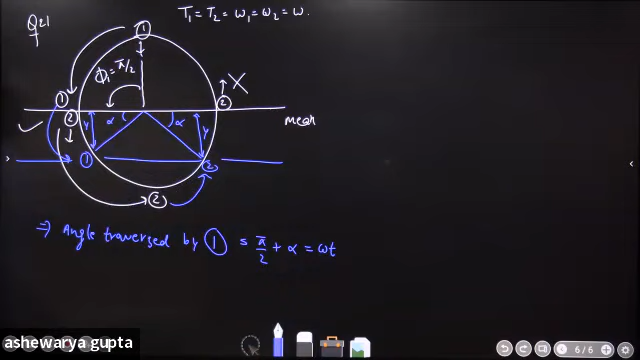 Q21
T₁ = T₂ = ω₁ = ω₂ = ω.
①
ϕ₁ = π/2
① 
② 
② X
α α
y y
mean
① ②
②
⇒ Angle traversed by ① = π/2 + α = ωt
ashewarya gupta
6/6